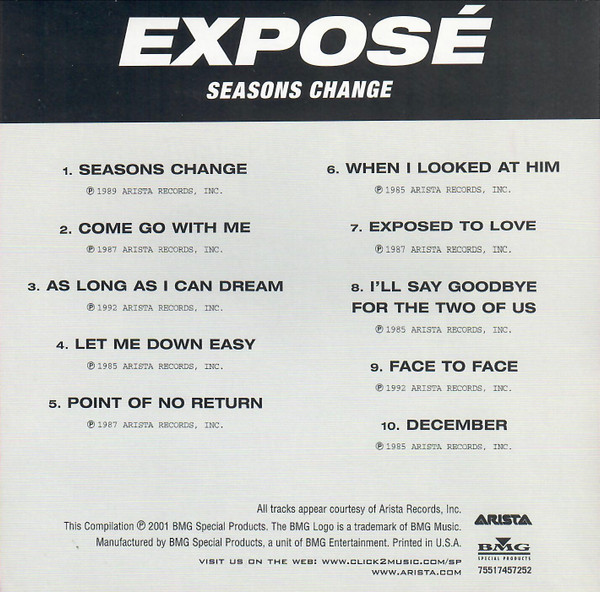 EXPOSÉ
SEASONS CHANGE
1. SEASONS CHANGE
℗ 1989 ARISTA RECORDS, INC.
2. COME GO WITH ME
℗ 1987 ARISTA RECORDS, INC.
3. AS LONG AS I CAN DREAM
℗ 1992 ARISTA RECORDS, INC.
4. LET ME DOWN EASY
℗ 1985 ARISTA RECORDS, INC.
5. POINT OF NO RETURN
℗ 1987 ARISTA RECORDS, INC.
6. WHEN I LOOKED AT HIM
℗ 1985 ARISTA RECORDS, INC.
7. EXPOSED TO LOVE
℗ 1987 ARISTA RECORDS, INC.
8. I'LL SAY GOODBYE
FOR THE TWO OF US
℗ 1985 ARISTA RECORDS, INC.
9. FACE TO FACE
℗ 1992 ARISTA RECORDS, INC.
10. DECEMBER
℗ 1985 ARISTA RECORDS, INC.
All tracks appear courtesy of Arista Records, Inc.
This Compilation ℗ 2001 BMG Special Products. The BMG Logo is a trademark of BMG Music.
Manufactured by BMG Special Products, a unit of BMG Entertainment. Printed in U.S.A.
VISIT US ON THE WEB: WWW.CLICK2MUSIC.COM/SP
WWW.ARISTA.COM
ARISTA
BMG
SPECIAL PRODUCTS
75517457252